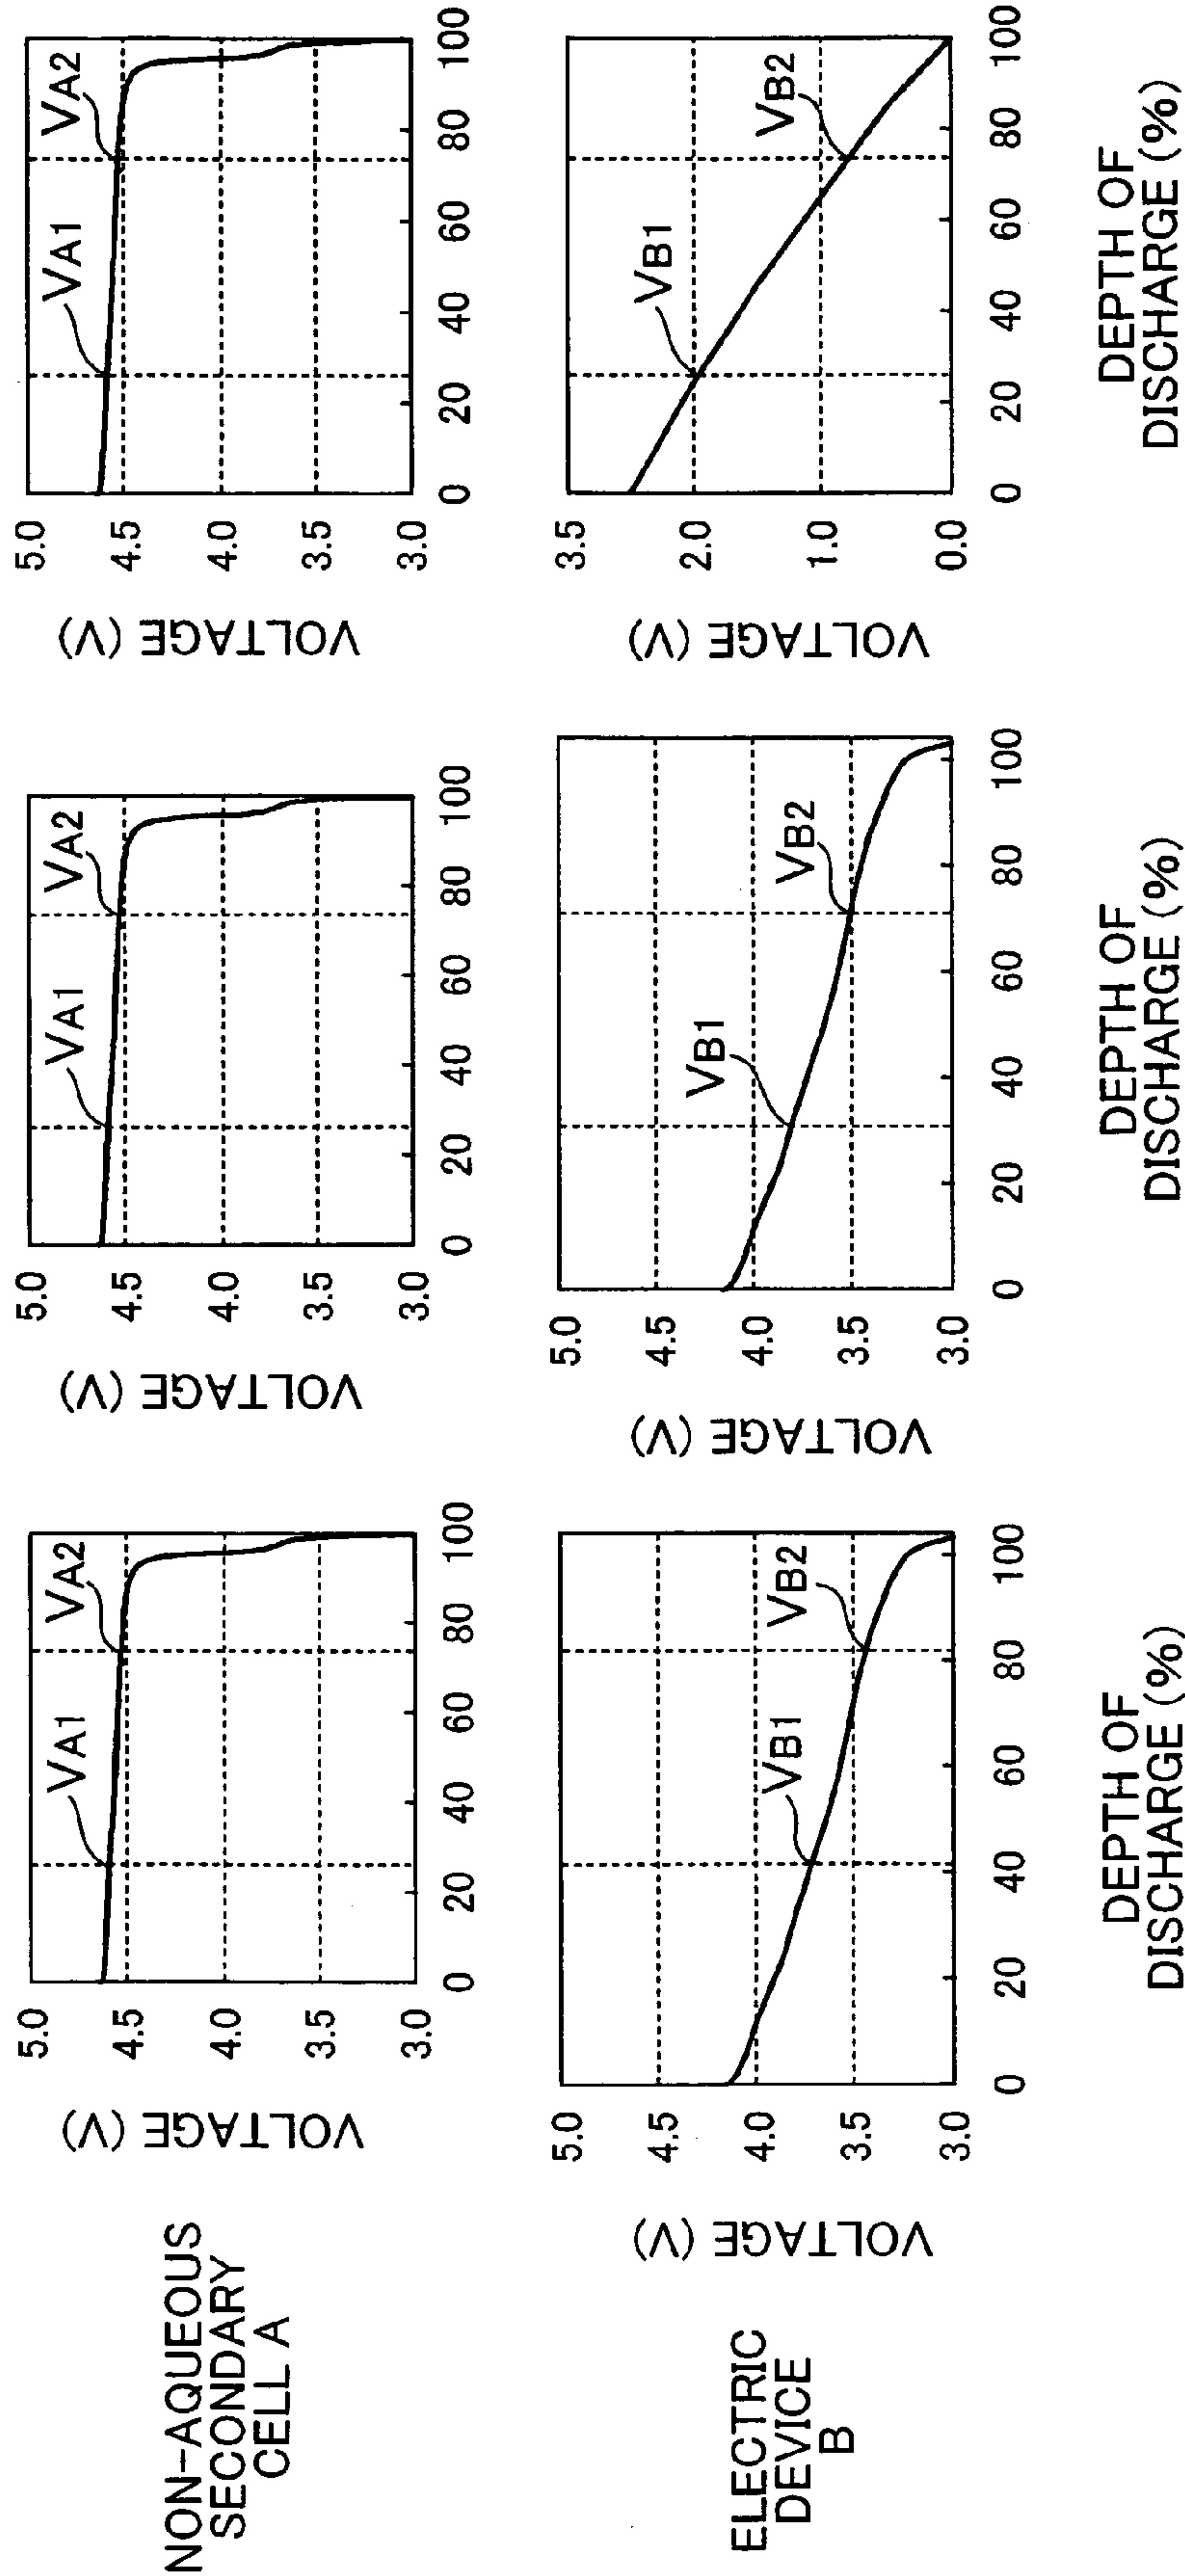 NON-AQUEOUS
SECONDARY
CELL A
VOLTAGE (V)
5.0
4.5
4.0
3.5
3.0
VA1
VA2
0 20 40 60 80 100
VOLTAGE (V)
5.0
4.5
4.0
3.5
3.0
VA1
VA2
0 20 40 60 80 100
VOLTAGE (V)
5.0
4.5
4.0
3.5
3.0
VA1
VA2
0 20 40 60 80 100
ELECTRIC
DEVICE
B
VOLTAGE (V)
5.0
4.5
4.0
3.5
3.0
VB1
VB2
0 20 40 60 80 100
DEPTH OF
DISCHARGE (%)
VOLTAGE (V)
5.0
4.5
4.0
3.5
3.0
VB1
VB2
0 20 40 60 80 100
DEPTH OF
DISCHARGE (%)
VOLTAGE (V)
3.5
2.0
1.0
0.0
VB1
VB2
0 20 40 60 80 100
DEPTH OF
DISCHARGE (%)